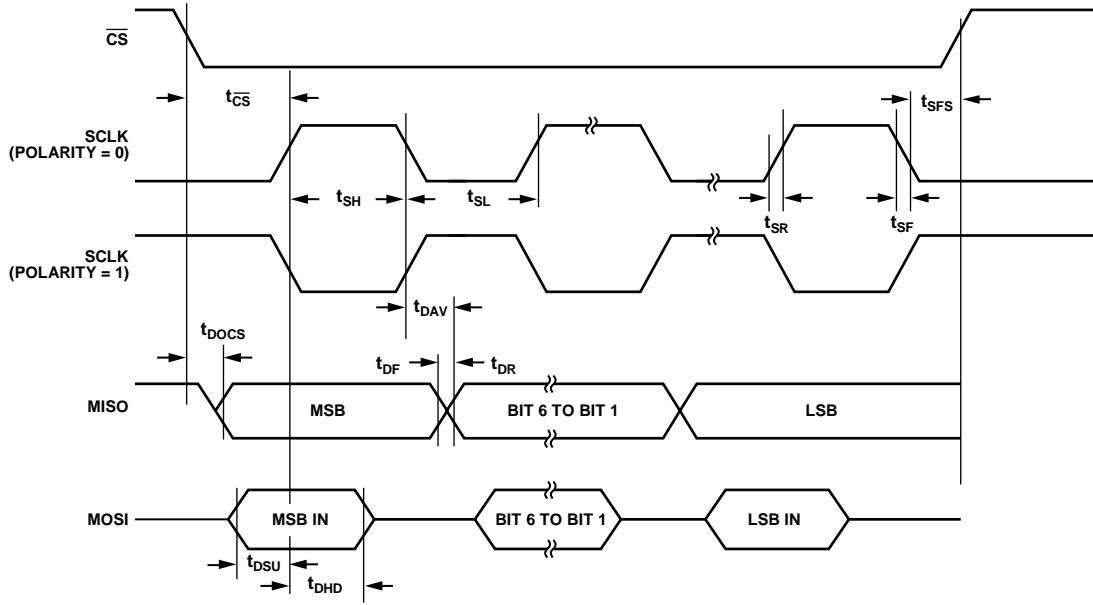 CS
tCS
tSFS
SCLK
(POLARITY = 0)
tSH
tSL
tSR
tSF
SCLK
(POLARITY = 1)
tDAV
tDOCS
tDF
tDR
MISO
MSB
BIT 6 TO BIT 1
LSB
MOSI
MSB IN
BIT 6 TO BIT 1
LSB IN
tDSU
tDHD